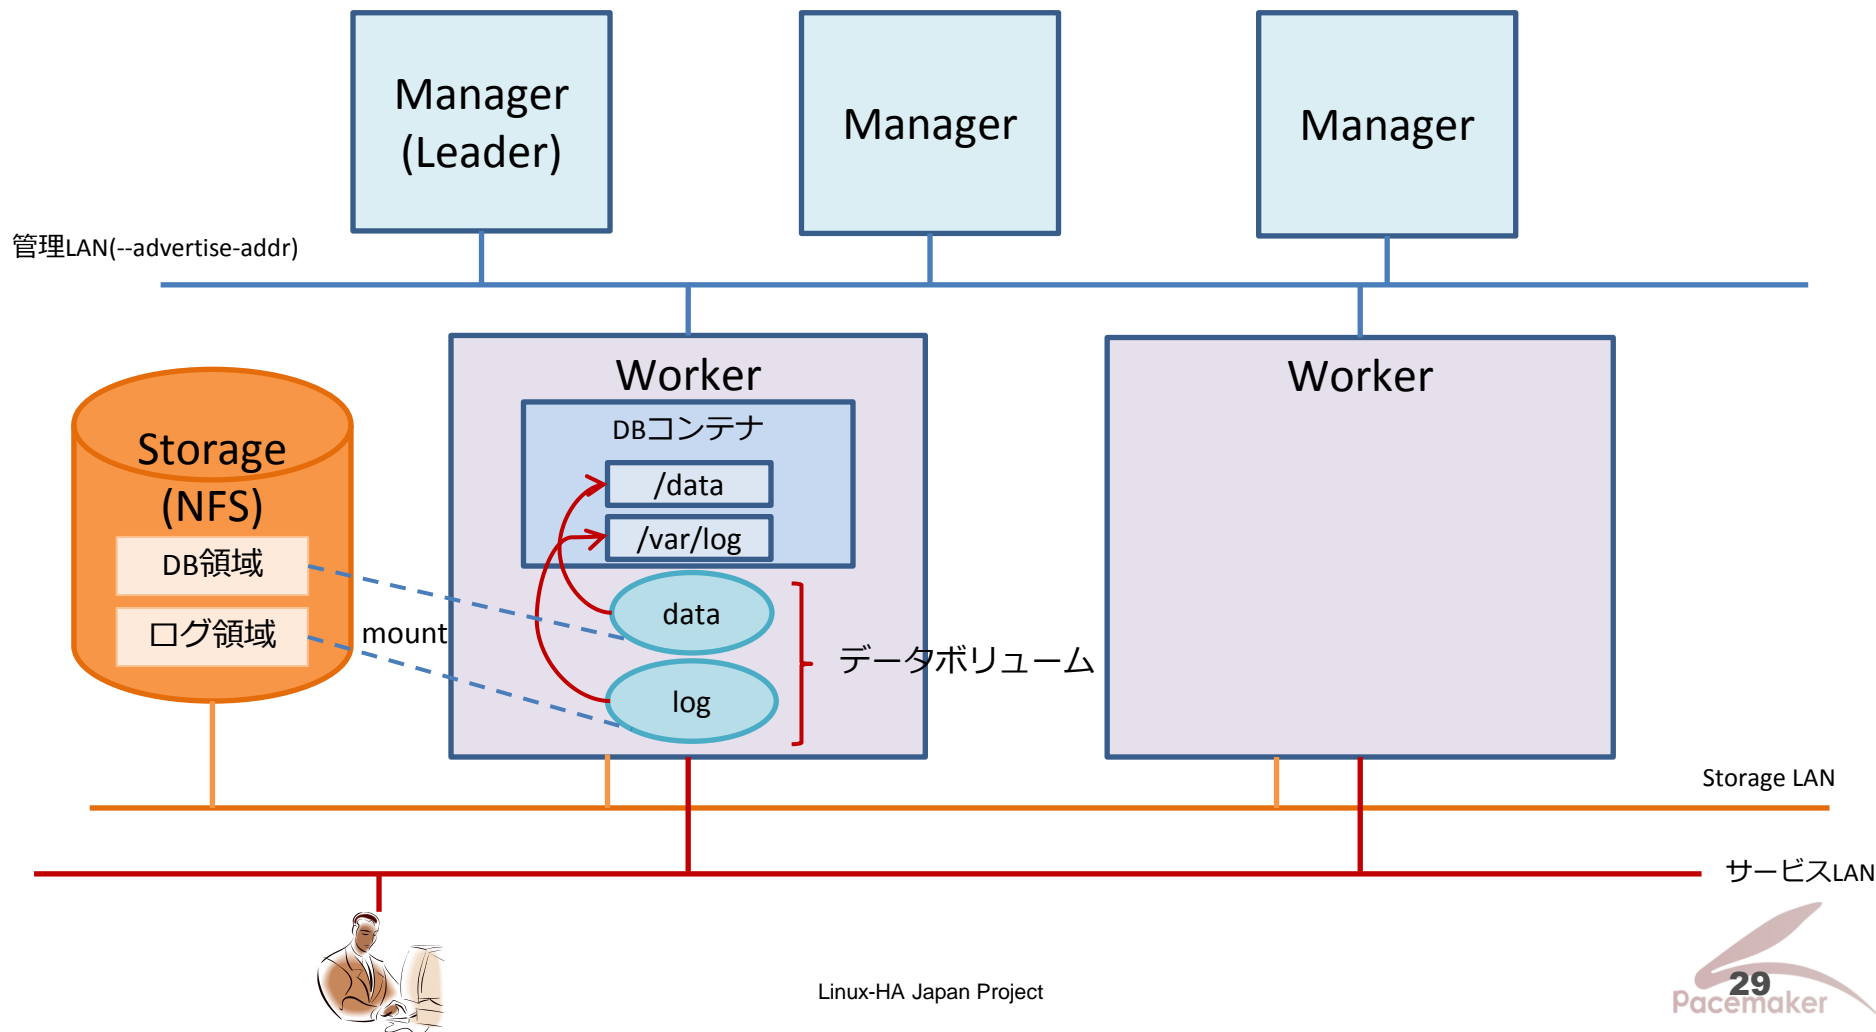 Manager
(Leader)
Manager
Manager
管理LAN(--advertise-addr)
Worker
Worker
DBコンテナ
/data
/var/log
Storage
(NFS)
DB領域
ログ領域
mount
data
log
データボリューム
Storage LAN
サービスLAN
Linux-HA Japan Project
29
Pacemaker